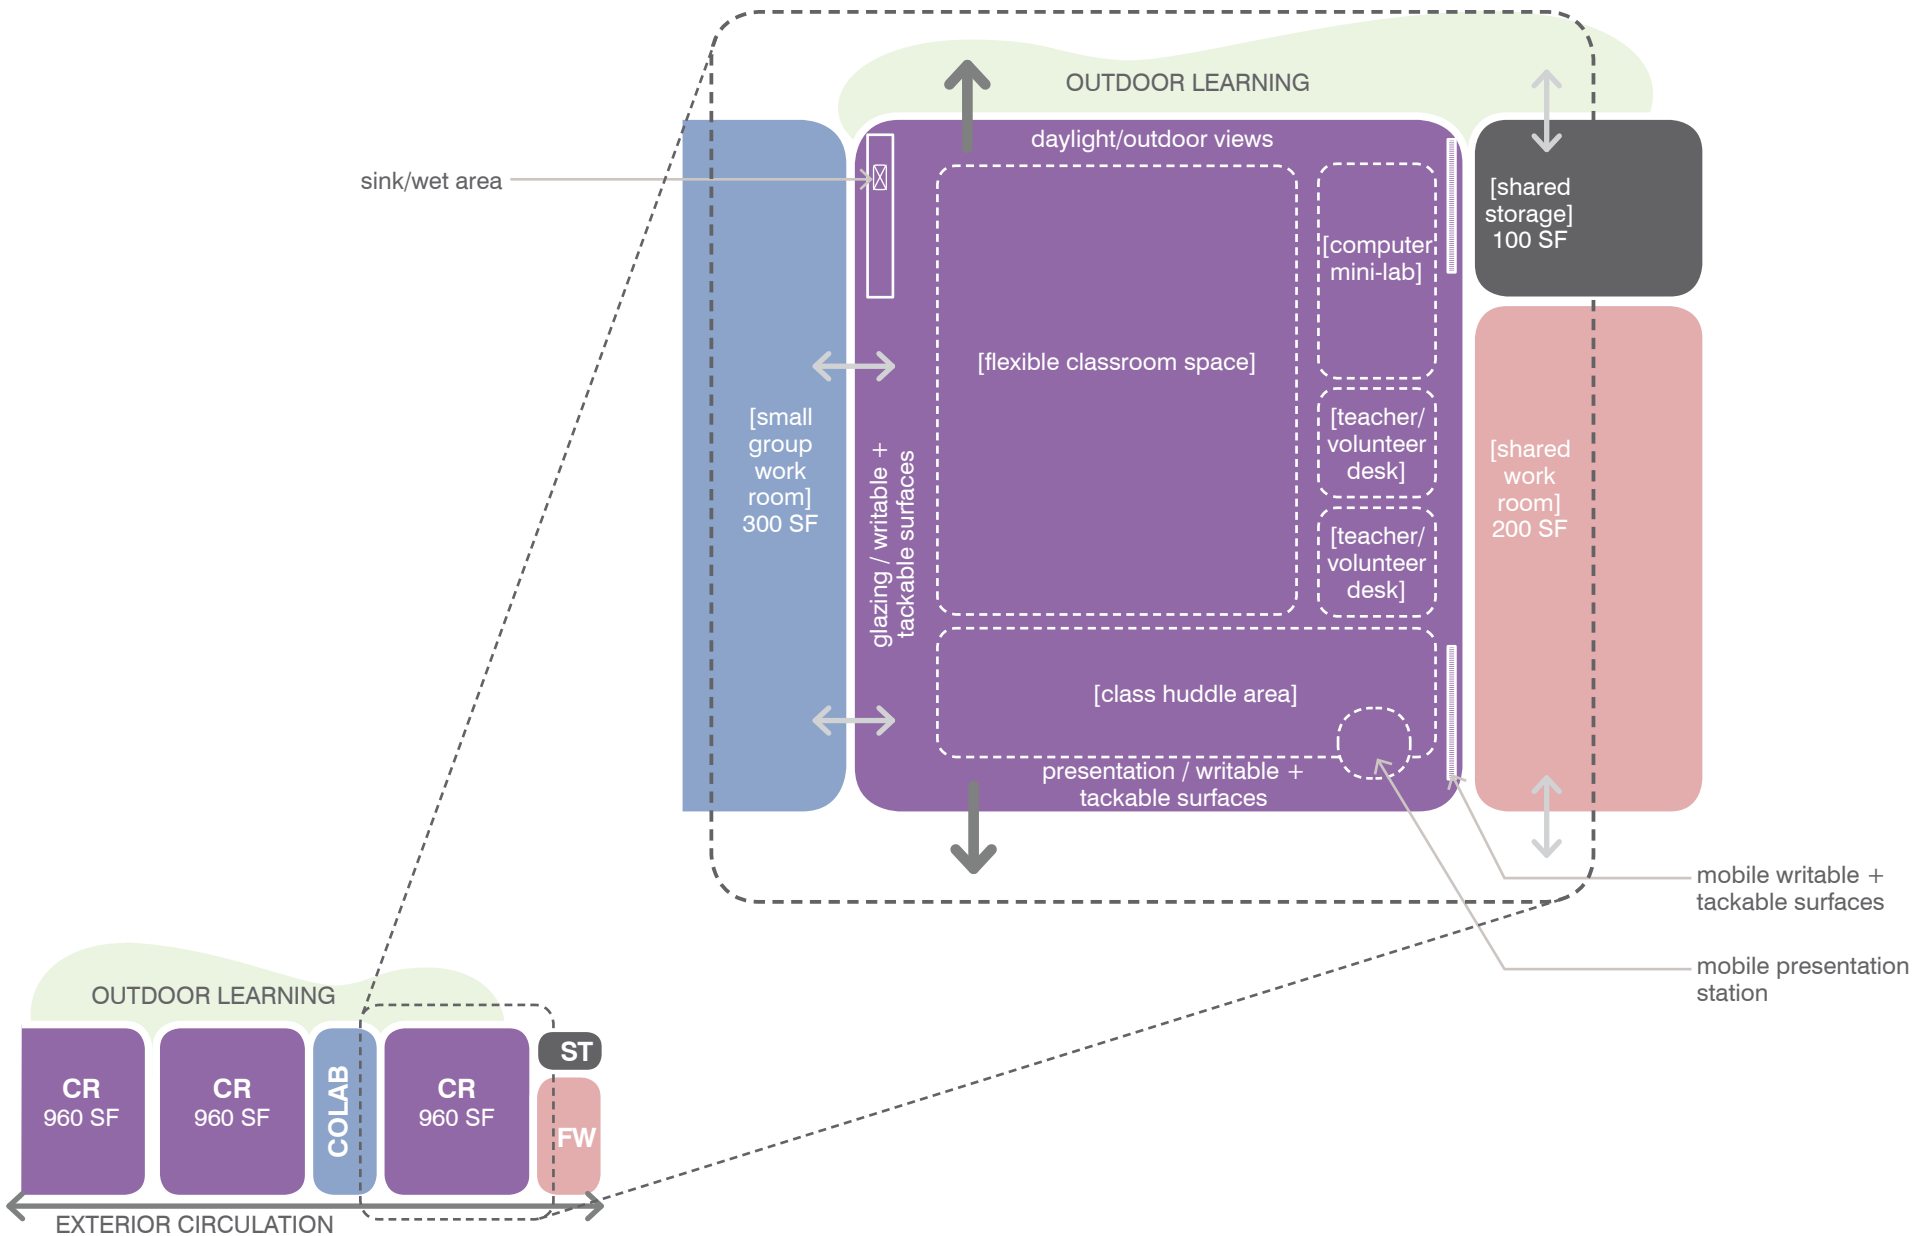 OUTDOOR LEARNING
daylight/outdoor views
sink/wet area
[shared
storage]
100 SF
[computer
mini-lab]
[flexible classroom space]
[small
group
work
room]
300 SF
glazing / writable +
tackable surfaces
[teacher/
volunteer
desk]
[teacher/
volunteer
desk]
[shared
work
room]
200 SF
[class huddle area]
presentation / writable +
tackable surfaces
mobile writable +
tackable surfaces
mobile presentation
station
OUTDOOR LEARNING
CR
960 SF
CR
960 SF
COLAB
CR
960 SF
ST
FW
EXTERIOR CIRCULATION